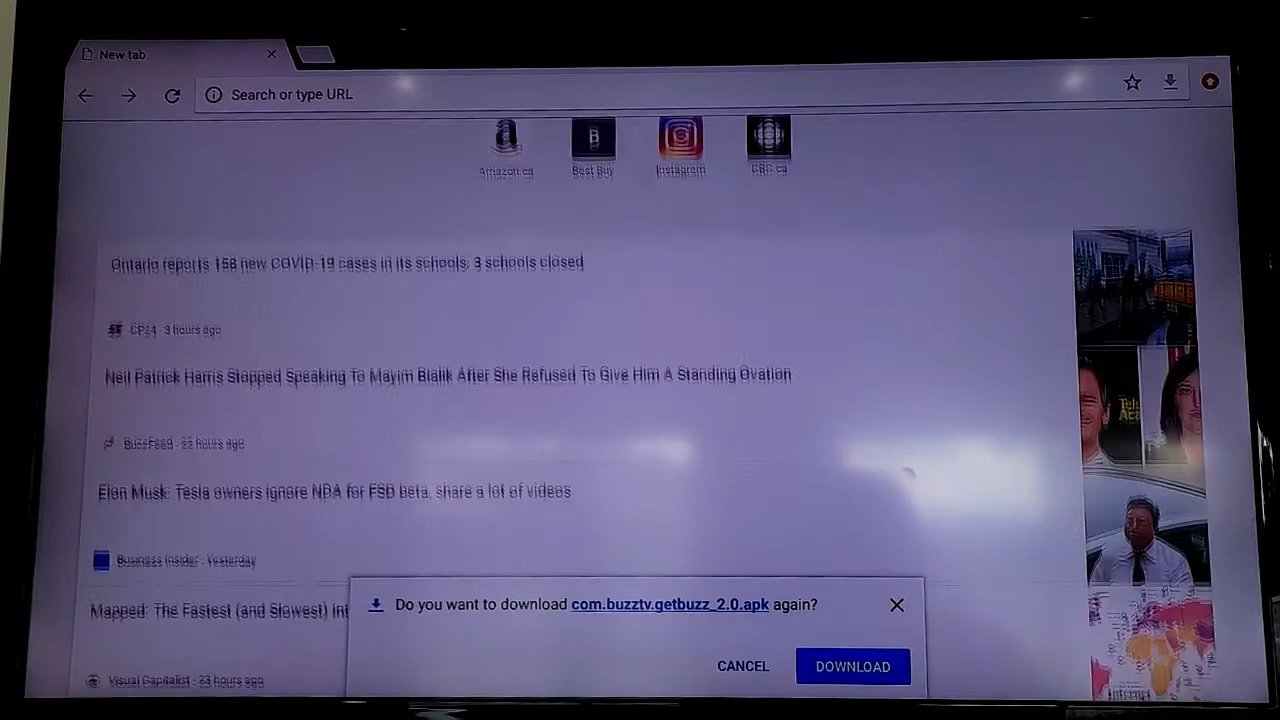 New tab
Search or type URL
Amazon.ca
Best Buy
Instagram
CBC.ca
Ontario reports 158 new COVID-19 cases in its schools; 3 schools closed
CP24 - 3 hours ago
Neil Patrick Harris Stopped Speaking To Mayim Bialik After She Refused To Give Him A Standing Ovation
BuzzFeed - 22 hours ago
Elon Musk: Tesla owners ignore NDA for FSD beta, share a lot of videos
Business Insider - Yesterday
Mapped: The Fastest (and Slowest) Int
Visual Capitalist - 23 hours ago
Internet
Do you want to download com.buzztv.getbuzz_2.0.apk again?
CANCEL
DOWNLOAD